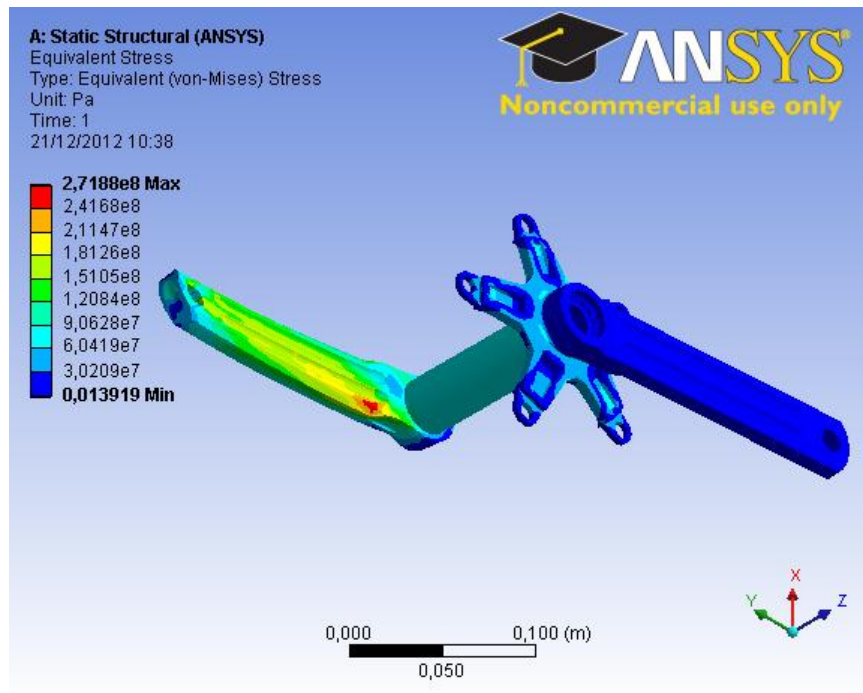 A: Static Structural (ANSYS)
Equivalent Stress
Type: Equivalent (von-Mises) Stress
Unit: Pa
Time: 1
21/12/2012 10:38
ANSYS®
Noncommercial use only
2,7188e8 Max
2,4168e8
2,1147e8
1,8126e8
1,5105e8
1,2084e8
9,0628e7
6,0419e7
3,0209e7
0,013919 Min
0,000 0,100 (m)
0,050
X
Y Z